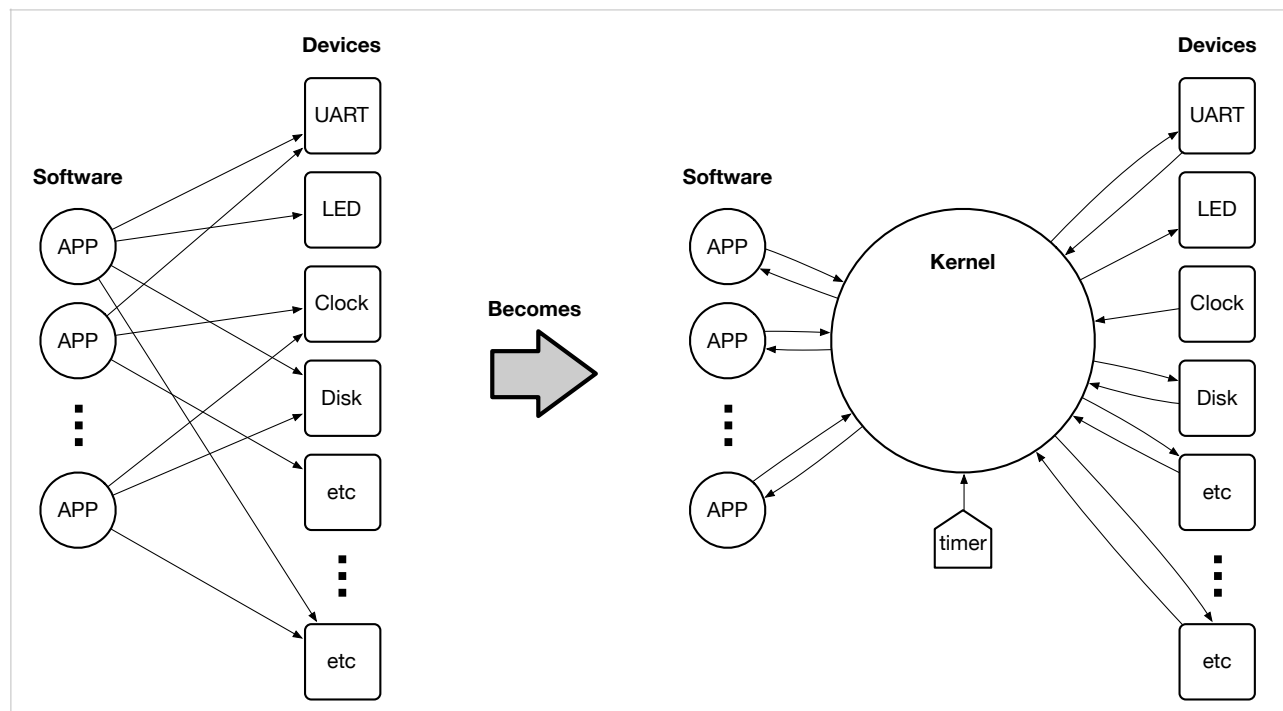 Devices
UART
Software
LED
APP
Clock
APP
Disk
etc
APP
etc
Becomes
Devices
UART
Software
LED
APP
Kernel
Clock
APP
Disk
etc
APP
timer
etc